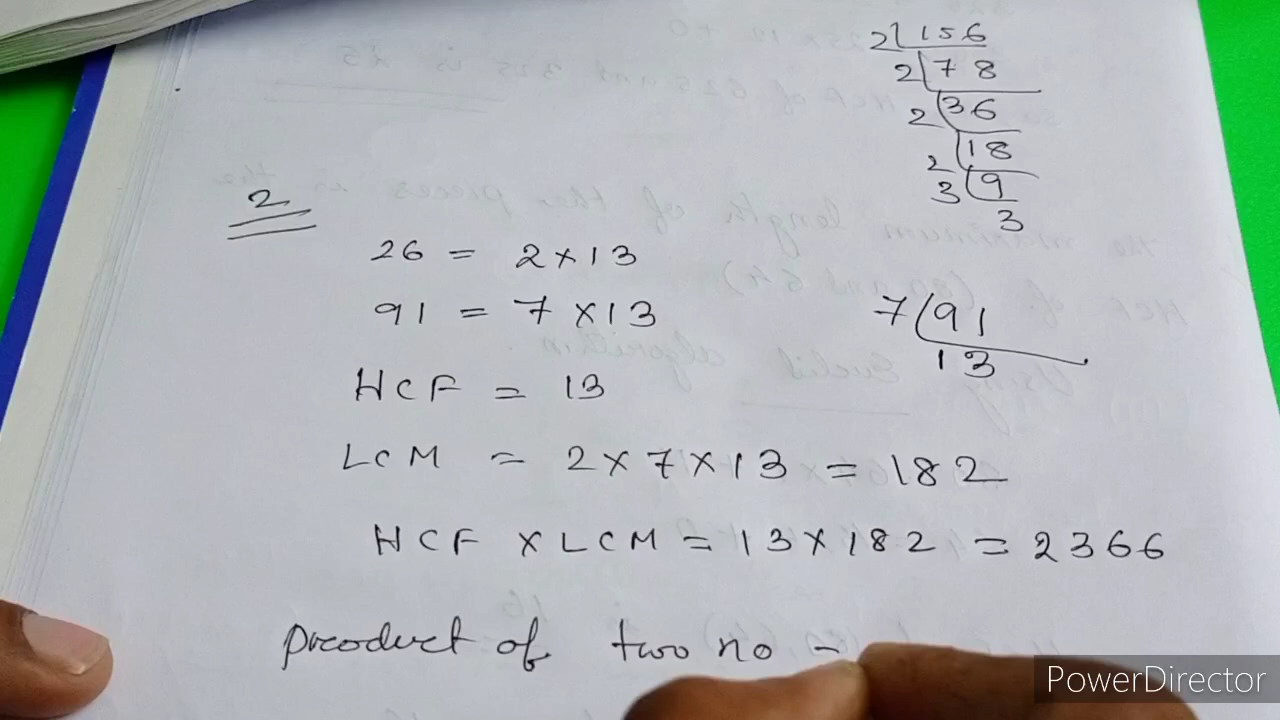 2 156
2 78
2 36
2 18
3 9
3
2
26 = 2 × 13
91 = 7 × 13
7 91
13
HCF = 13
LCM = 2 × 7 × 13 = 182
HCF × LCM = 13 × 182 = 2366
product of two no -
PowerDirector